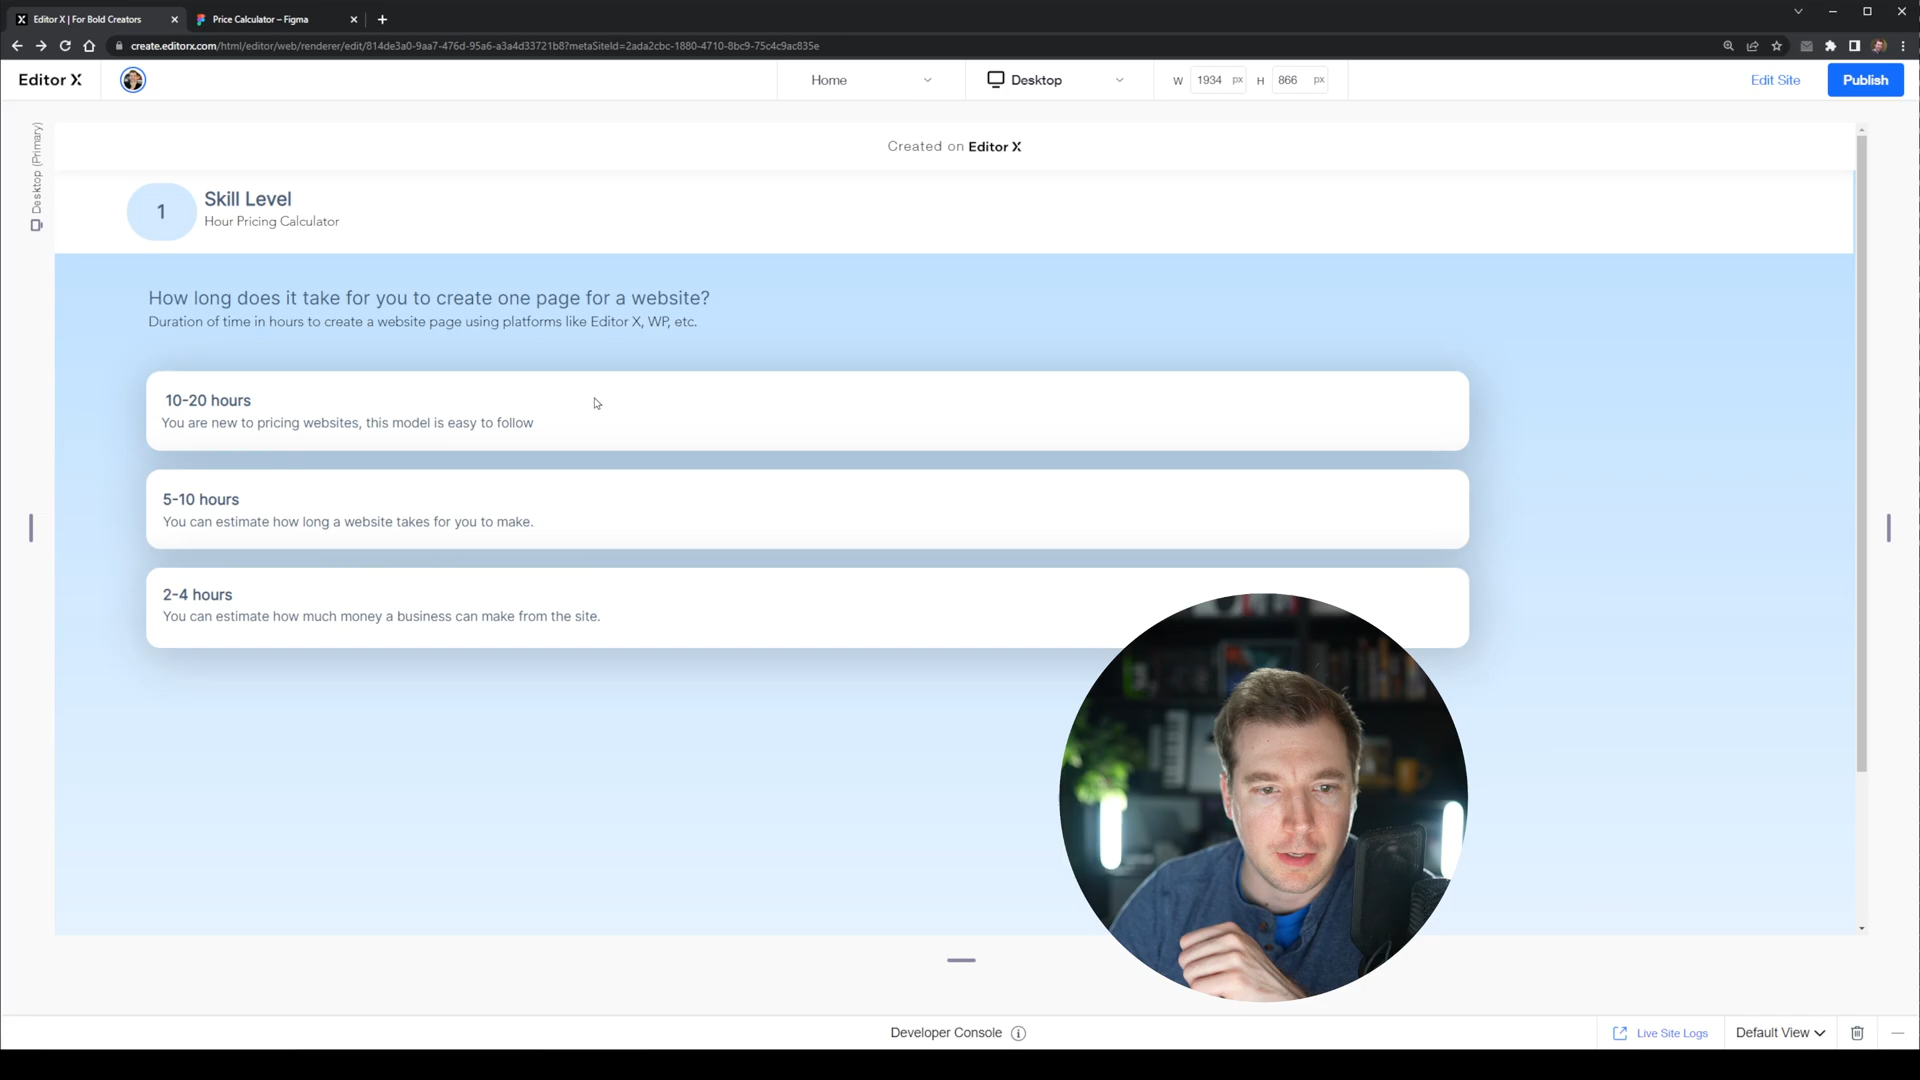 Editor X | For Bold Creators
Price Calculator – Figma
create.editorx.com/html/editor/web/renderer/edit/814de3a0-9aa7-476d-95a6-a3a4d33721b8?metaSiteId=2ada2cbc-1880-4710-8bc9-75c4c9ac835e
Editor X
Home
Desktop
W 1934 px H 866 px
Edit Site
Publish
Desktop (Primary)
Created on Editor X
1
Skill Level
Hour Pricing Calculator
How long does it take for you to create one page for a website?
Duration of time in hours to create a website page using platforms like Editor X, WP, etc.
10-20 hours
You are new to pricing websites, this model is easy to follow
5-10 hours
You can estimate how long a website takes for you to make.
2-4 hours
You can estimate how much money a business can make from the site.
Developer Console
Live Site Logs
Default View